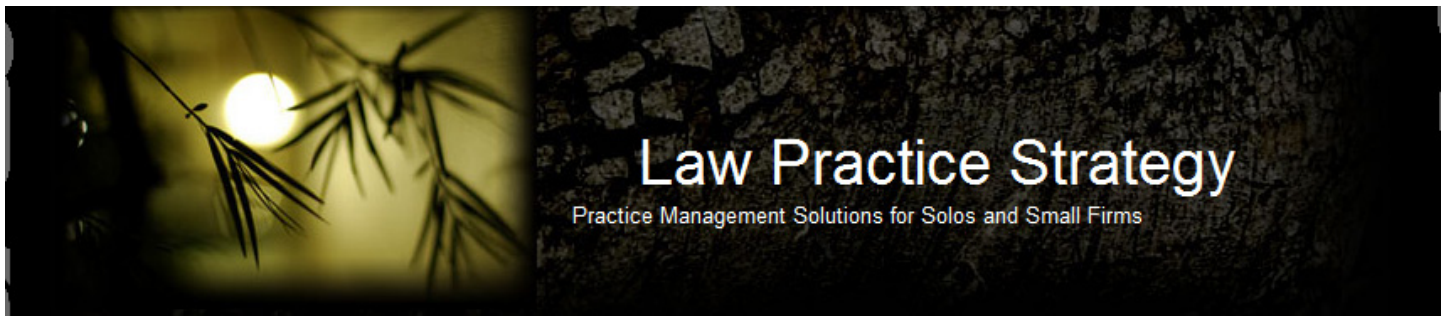 Law Practice Strategy
Practice Management Solutions for Solos and Small Firms